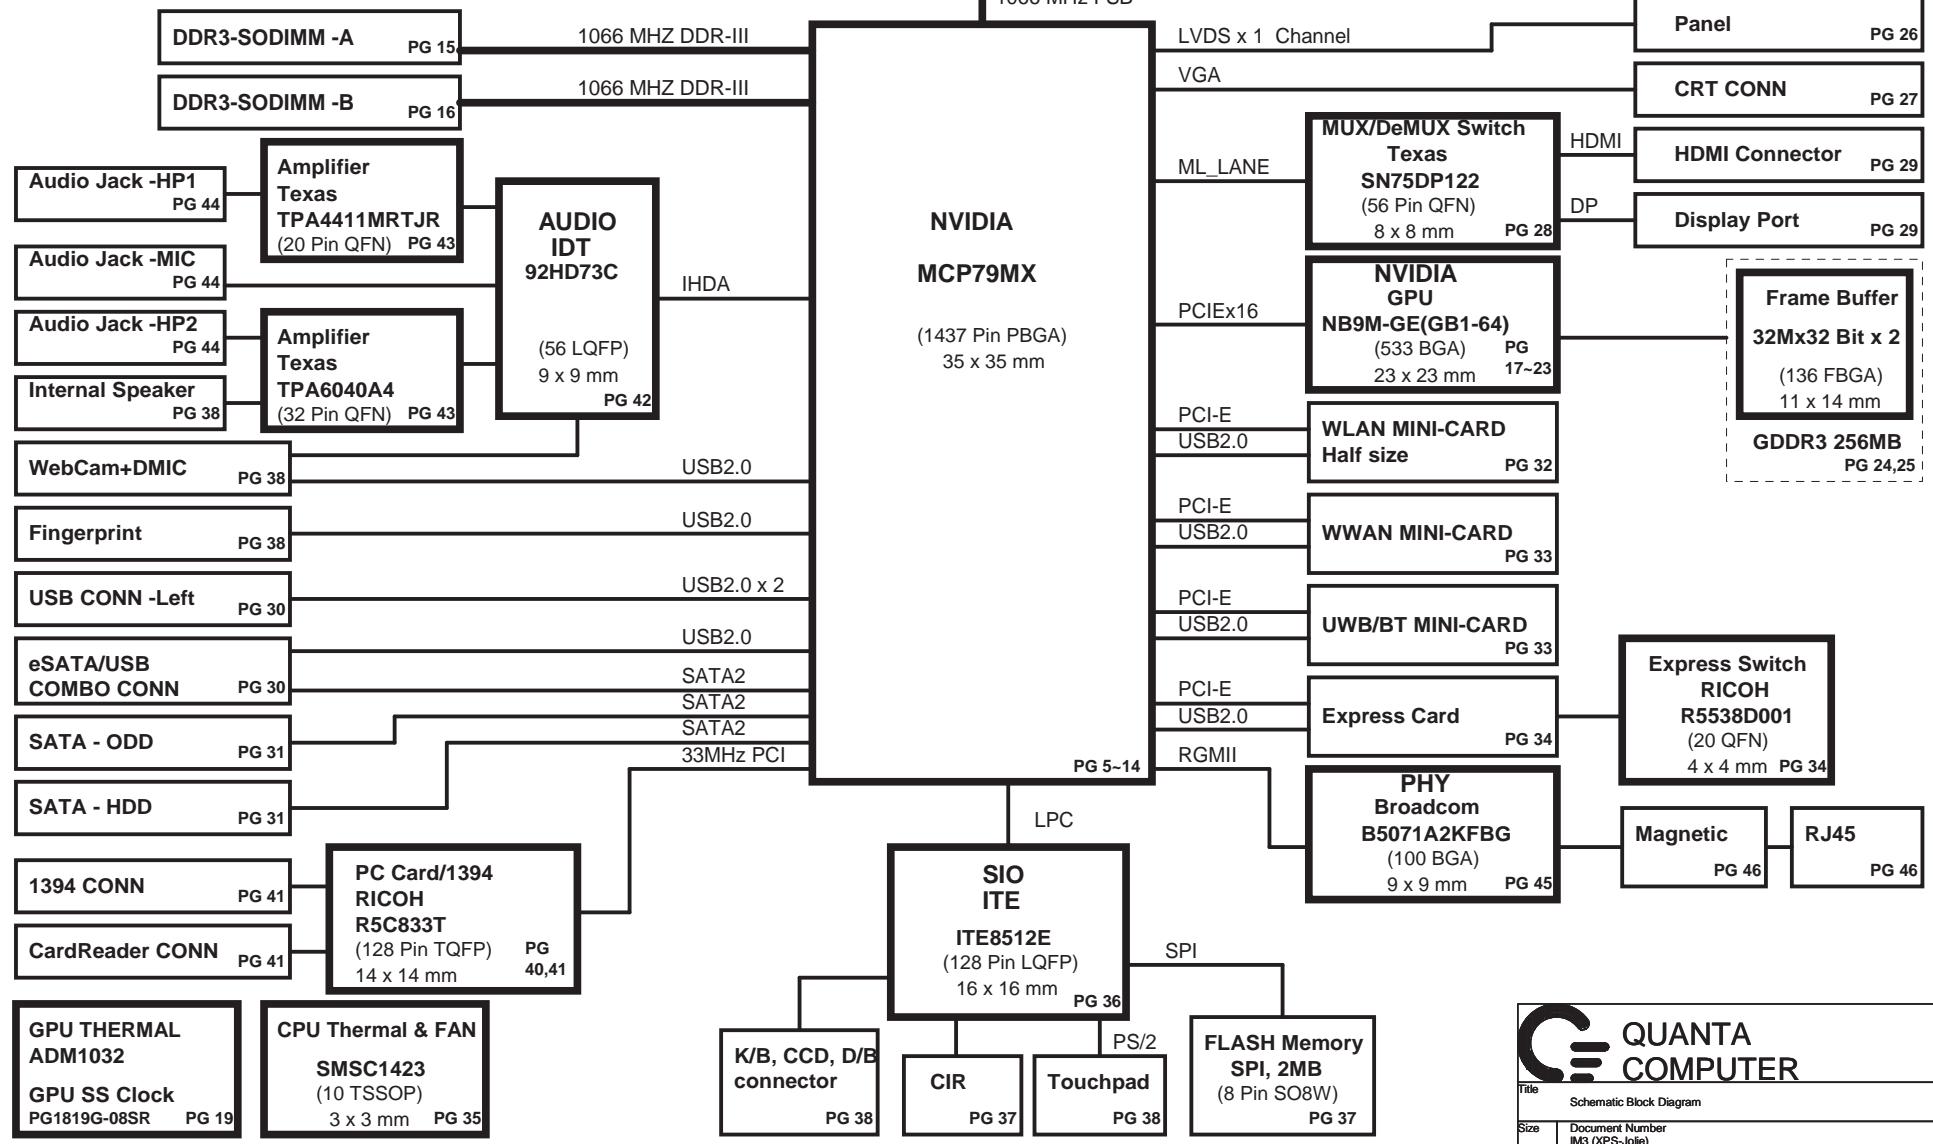 1066 MHz FSB
DDR3-SODIMM -A
PG 15
1066 MHZ DDR-III
DDR3-SODIMM -B
PG 16
1066 MHZ DDR-III
Audio Jack -HP1
PG 44
Amplifier
Texas
TPA4411MRTJR
(20 Pin QFN) PG 43
Audio Jack -MIC
PG 44
Audio Jack -HP2
PG 44
Internal Speaker
PG 38
Amplifier
Texas
TPA6040A4
(32 Pin QFN) PG 43
AUDIO
IDT
92HD73C
(56 LQFP)
9 x 9 mm
PG 42
IHDA
WebCam+DMIC
PG 38
USB2.0
Fingerprint
PG 38
USB2.0
USB CONN -Left
PG 30
USB2.0 x 2
eSATA/USB
COMBO CONN
PG 30
USB2.0
SATA2
SATA - ODD
PG 31
SATA2
SATA - HDD
PG 31
SATA2
33MHz PCI
1394 CONN
PG 41
CardReader CONN
PG 41
PC Card/1394
RICOH
R5C833T
(128 Pin TQFP)
14 x 14 mm
PG
40,41
GPU THERMAL
ADM1032
GPU SS Clock
PG1819G-08SR PG 19
CPU Thermal & FAN
SMSC1423
(10 TSSOP)
3 x 3 mm PG 35
NVIDIA
MCP79MX
(1437 Pin PBGA)
35 x 35 mm
PG 5~14
LPC
SIO
ITE
ITE8512E
(128 Pin LQFP)
16 x 16 mm
PG 36
SPI
PS/2
K/B, CCD, D/B
connector
PG 38
CIR
PG 37
Touchpad
PG 38
FLASH Memory
SPI, 2MB
(8 Pin SO8W)
PG 37
LVDS x 1 Channel
Panel
PG 26
VGA
CRT CONN
PG 27
ML_LANE
MUX/DeMUX Switch
Texas
SN75DP122
(56 Pin QFN)
8 x 8 mm
PG 28
HDMI
HDMI Connector
PG 29
DP
Display Port
PG 29
PCIEx16
NVIDIA
GPU
NB9M-GE(GB1-64)
(533 BGA)
23 x 23 mm
PG
17~23
Frame Buffer
32Mx32 Bit x 2
(136 FBGA)
11 x 14 mm
GDDR3 256MB
PG 24,25
PCI-E
USB2.0
WLAN MINI-CARD
Half size
PG 32
PCI-E
USB2.0
WWAN MINI-CARD
PG 33
PCI-E
USB2.0
UWB/BT MINI-CARD
PG 33
PCI-E
USB2.0
Express Card
PG 34
Express Switch
RICOH
R5538D001
(20 QFN)
4 x 4 mm PG 34
RGMII
PHY
Broadcom
B5071A2KFBG
(100 BGA)
9 x 9 mm
PG 45
Magnetic
PG 46
RJ45
PG 46
QUANTA
COMPUTER
Title
Schematic Block Diagram
Size
Document Number
IM3 (XPS-Jolie)